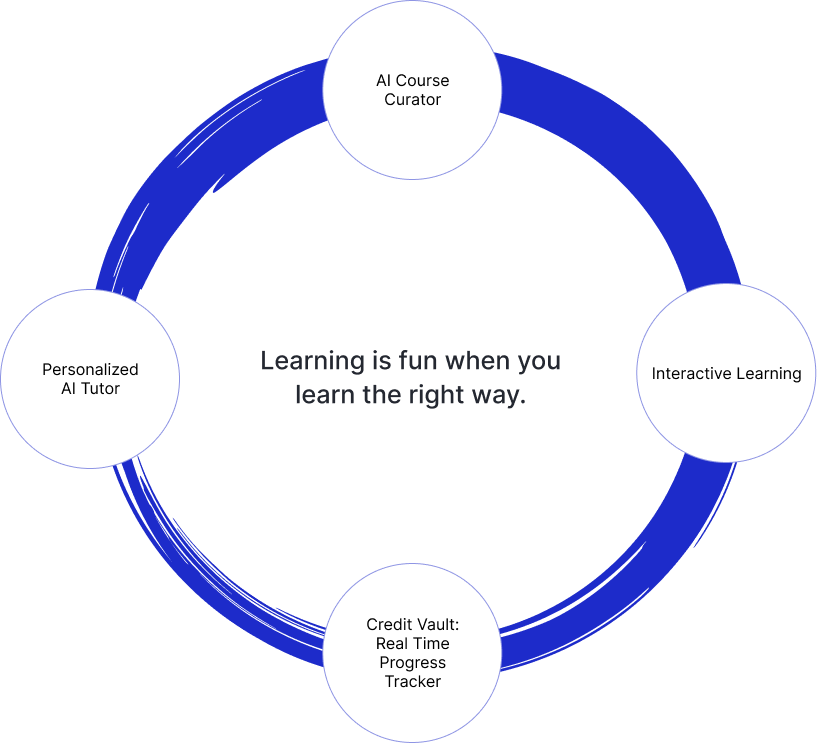 AI Course
Curator
Personalized
AI Tutor
Learning is fun when you
learn the right way.
Interactive Learning
Credit Vault:
Real Time
Progress
Tracker